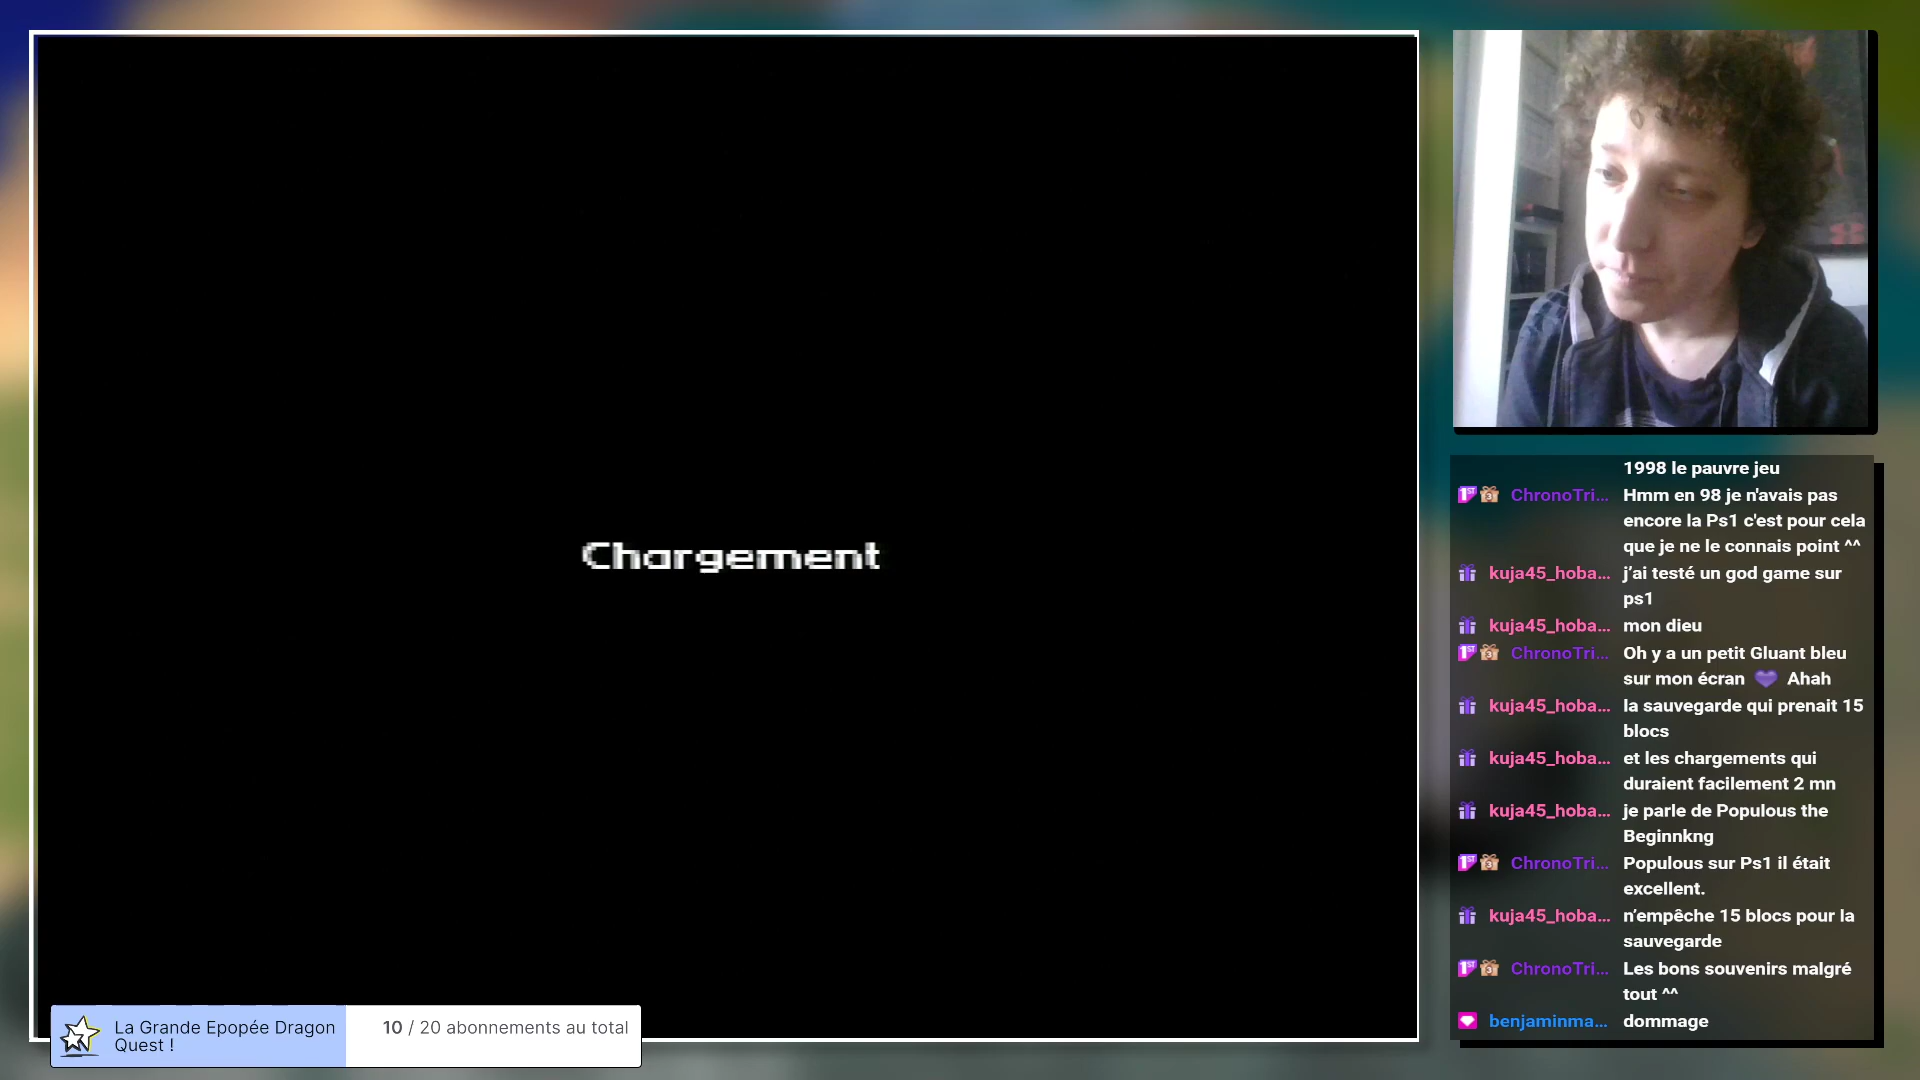 Chargement
La Grande Epopée Dragon
Quest !
10 / 20 abonnements au total
1998 le pauvre jeu
ChronoTri... Hmm en 98 je n'avais pas
encore la Ps1 c'est pour cela
que je ne le connais point ^^
kuja45_hoba... j’ai testé un god game sur
ps1
kuja45_hoba... mon dieu
ChronoTri... Oh y a un petit Gluant bleu
sur mon écran 💜 Ahah
kuja45_hoba... la sauvegarde qui prenait 15
blocs
kuja45_hoba... et les chargements qui
duraient facilement 2 mn
kuja45_hoba... je parle de Populous the
Beginnkng
ChronoTri... Populous sur Ps1 il était
excellent.
kuja45_hoba... n’empêche 15 blocs pour la
sauvegarde
ChronoTri... Les bons souvenirs malgré
tout ^^
benjaminma... dommage